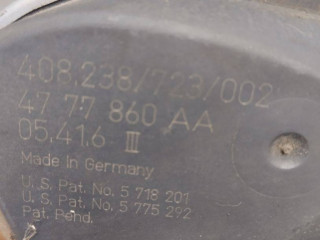 408.238/723/002
47 77 860 AA
05.41.6 III
Made In Germany
U. S. Pat. No. 5 718 201
U. S. Pat. No. 5 775 292
Pat. Pend.